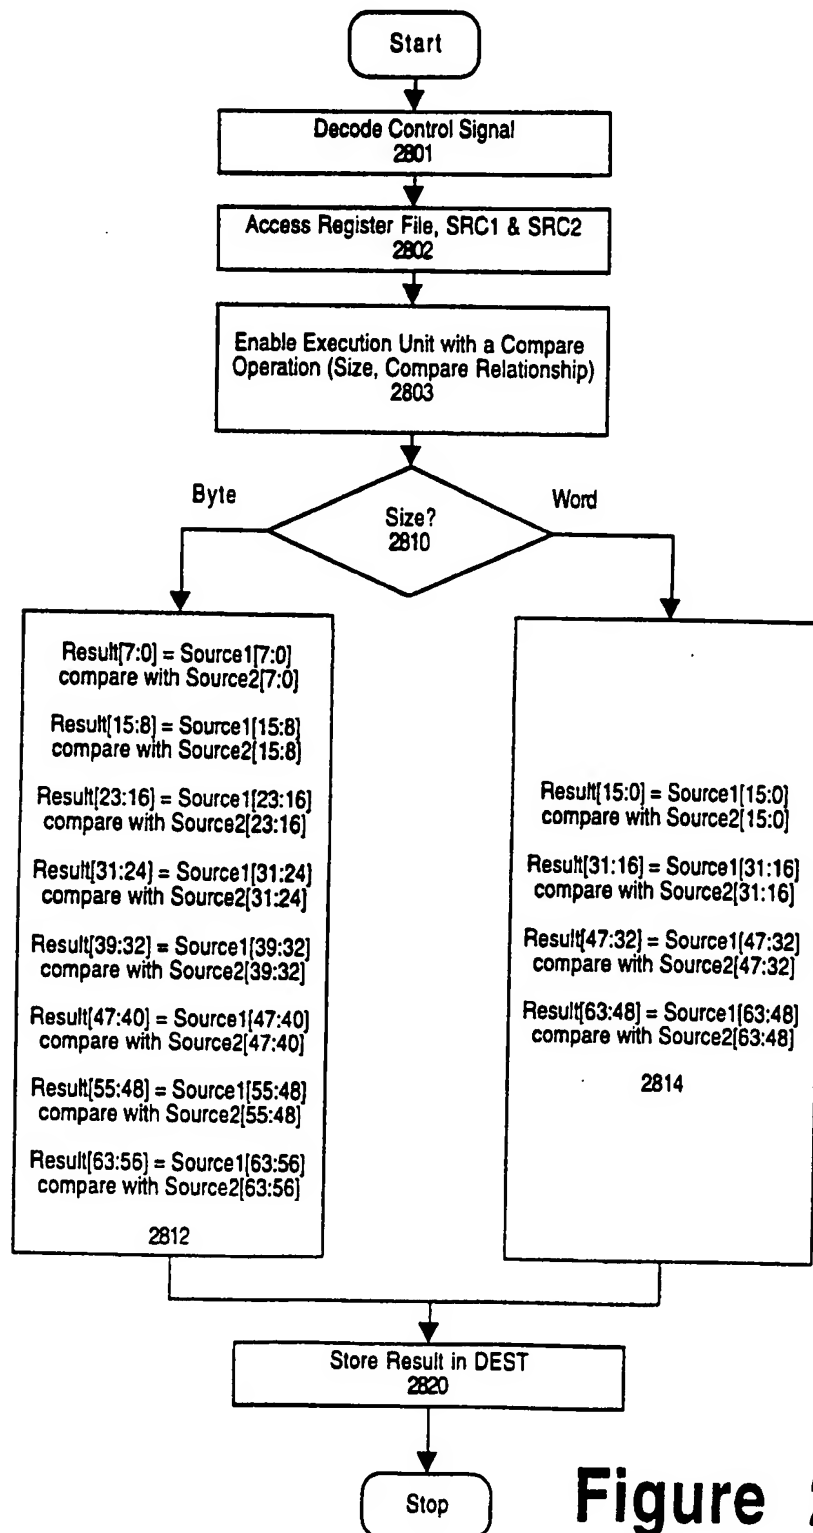 Start
Decode Control Signal
2801
Access Register File, SRC1 & SRC2
2802
Enable Execution Unit with a Compare
Operation (Size, Compare Relationship)
2803
Byte
Word
Size?
2810
Result[7:0] = Source1[7:0]
compare with Source2[7:0]
Result[15:8] = Source1[15:8]
compare with Source2[15:8]
Result[23:16] = Source1[23:16]
compare with Source2[23:16]
Result[31:24] = Source1[31:24]
compare with Source2[31:24]
Result[39:32] = Source1[39:32]
compare with Source2[39:32]
Result[47:40] = Source1[47:40]
compare with Source2[47:40]
Result[55:48] = Source1[55:48]
compare with Source2[55:48]
Result[63:56] = Source1[63:56]
compare with Source2[63:56]
2812
Result[15:0] = Source1[15:0]
compare with Source2[15:0]
Result[31:16] = Source1[31:16]
compare with Source2[31:16]
Result[47:32] = Source1[47:32]
compare with Source2[47:32]
Result[63:48] = Source1[63:48]
compare with Source2[63:48]
2814
Store Result in DEST
2820
Stop
Figure